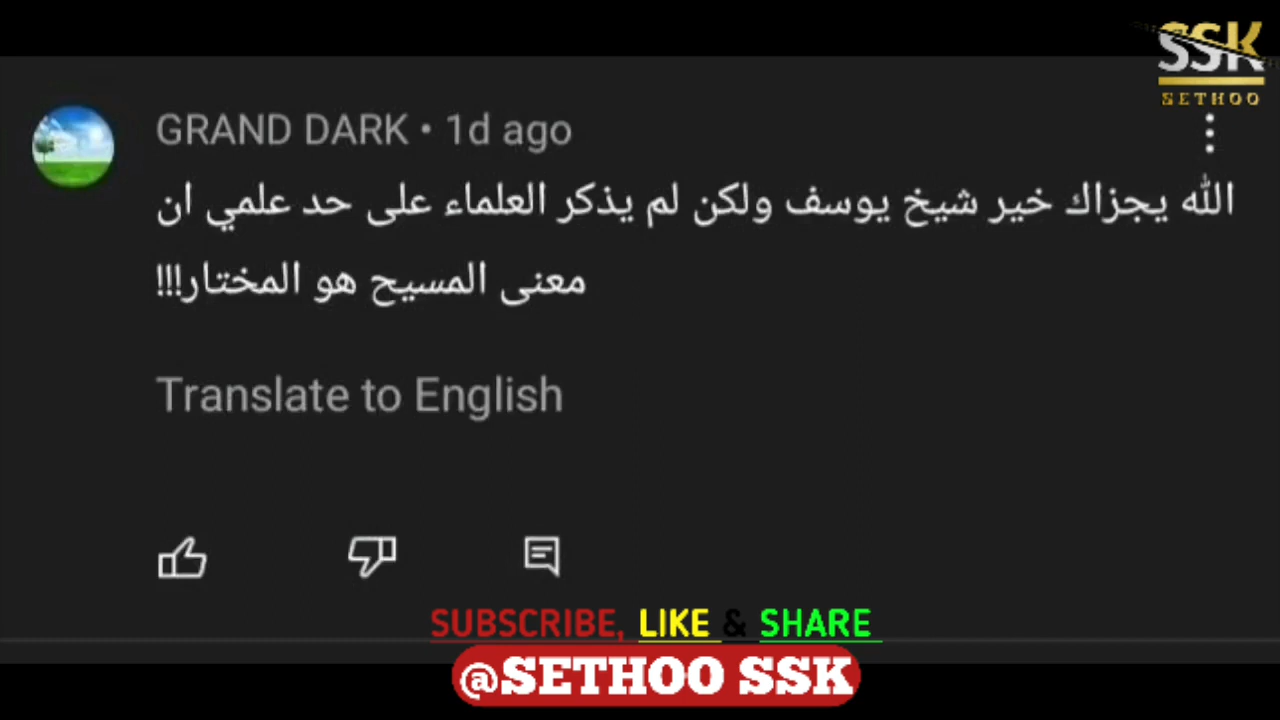 SSK
SETHOO
GRAND DARK • 1d ago
الله يجزاك خير شيخ يوسف ولكن لم يذكر العلماء على حد علمي ان
معنى المسيح هو المختار!!!
Translate to English
SUBSCRIBE, LIKE & SHARE
@SETHOO SSK